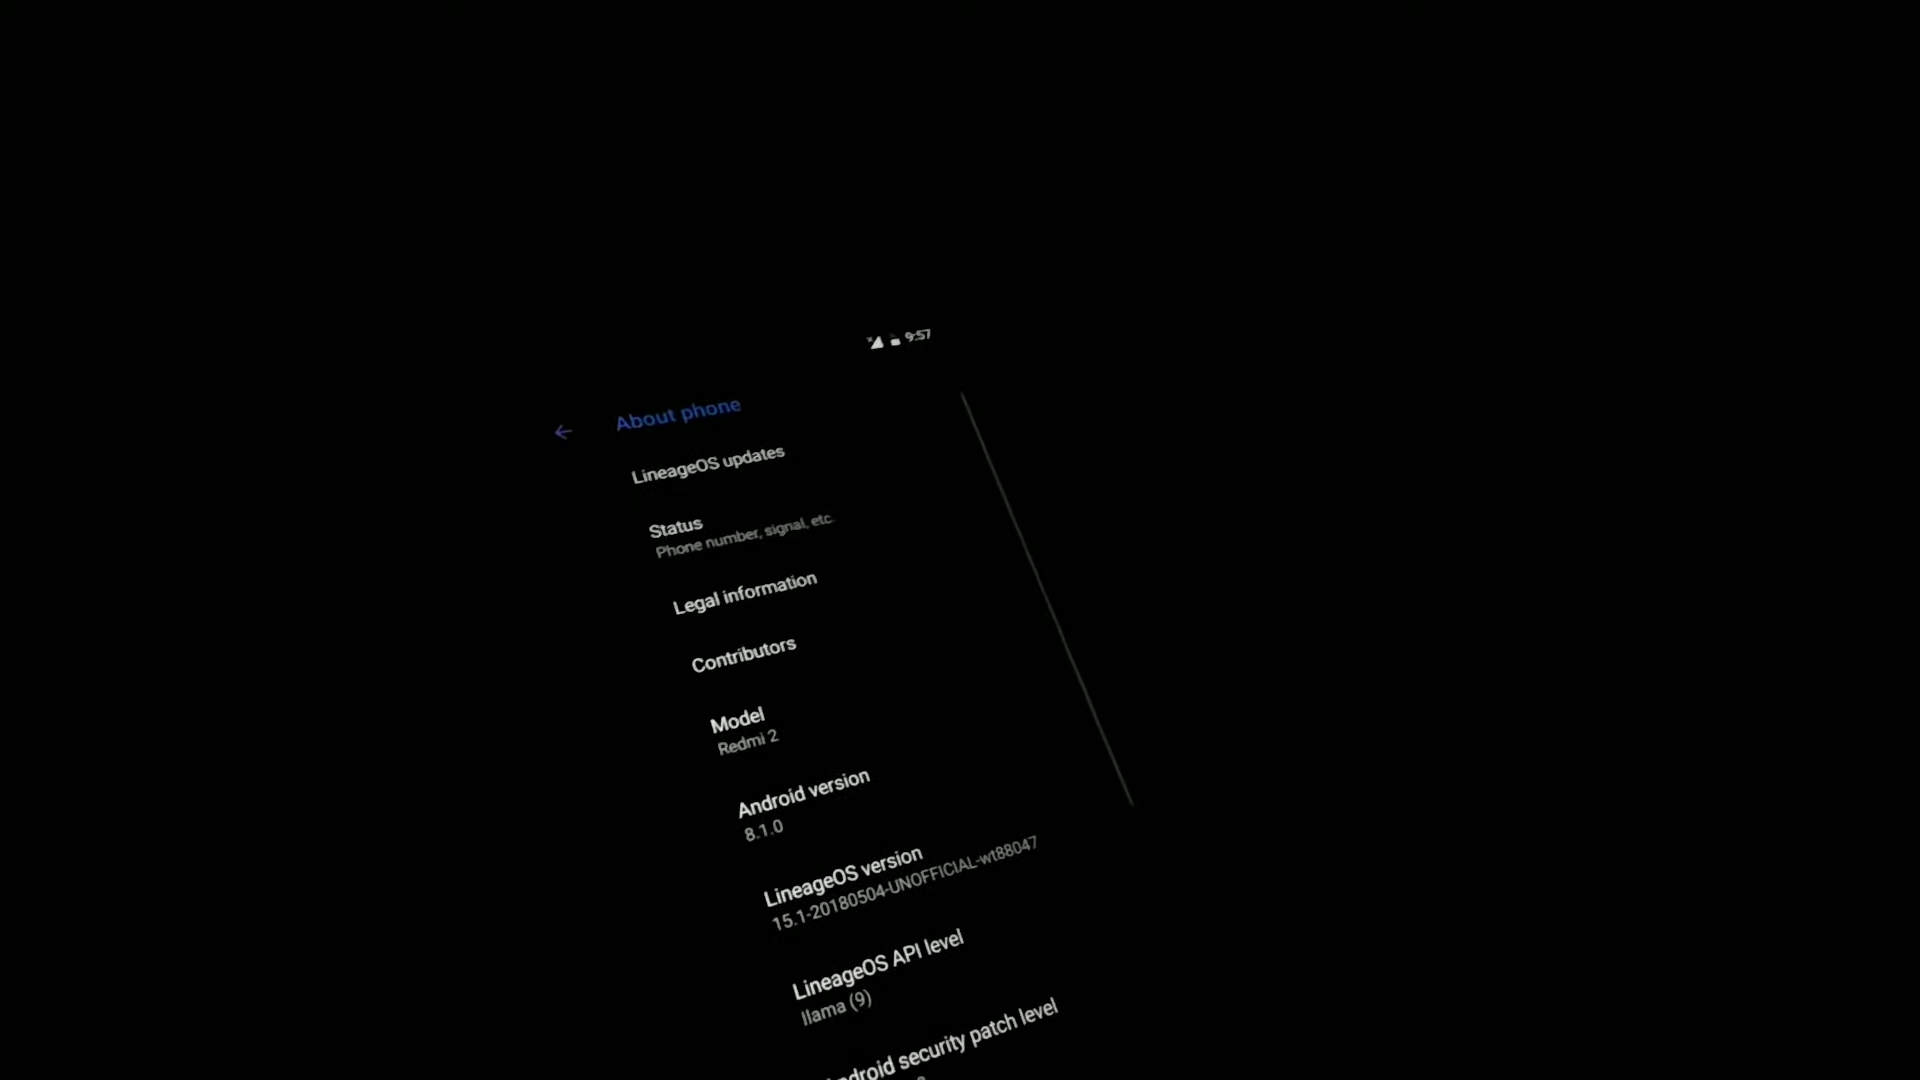 9:57
About phone
LineageOS updates
Status
Phone number, signal, etc.
Legal information
Contributors
Model
Redmi 2
Android version
8.1.0
LineageOS version
15.1-20180504-UNOFFICIAL-wt88047
LineageOS API level
llama (9)
security patch level